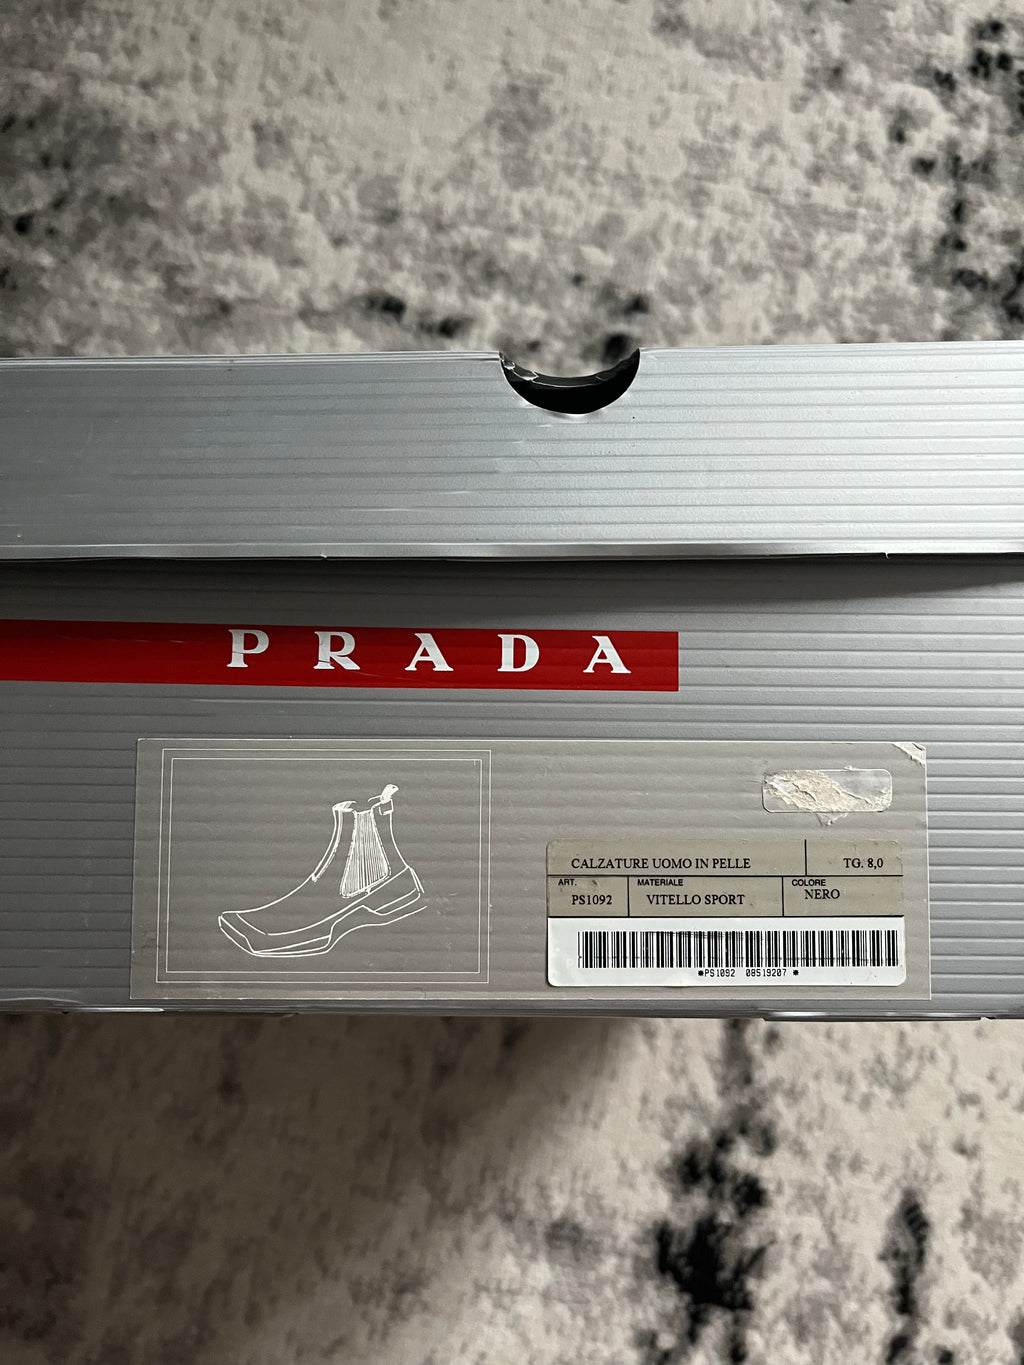 PRADA
CALZATURE UOMO IN PELLE TG. 8,0
ART. MATERIALE COLORE
PS1092 VITELLO SPORT NERO
*PS1092 08519207 *